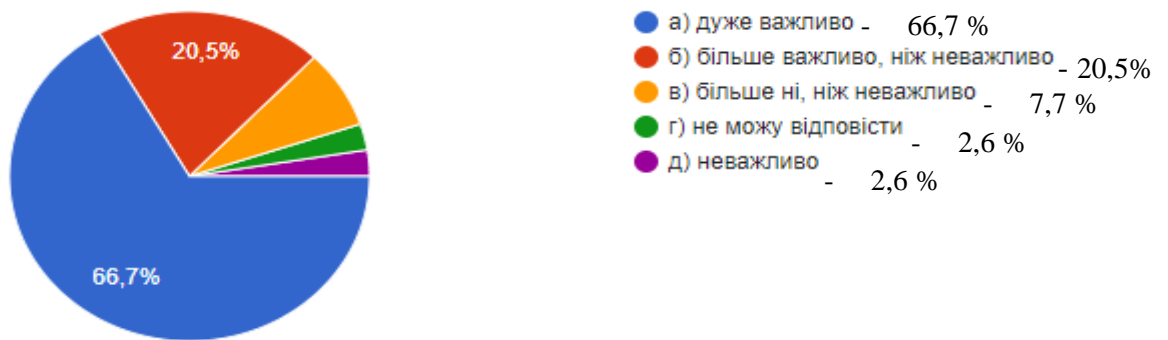 20,5%
66,7%
а) дуже важливо - 66,7 %
б) більше важливо, ніж неважливо - 20,5%
в) більше ні, ніж неважливо - 7,7 %
г) не можу відповісти - 2,6 %
д) неважливо - 2,6 %